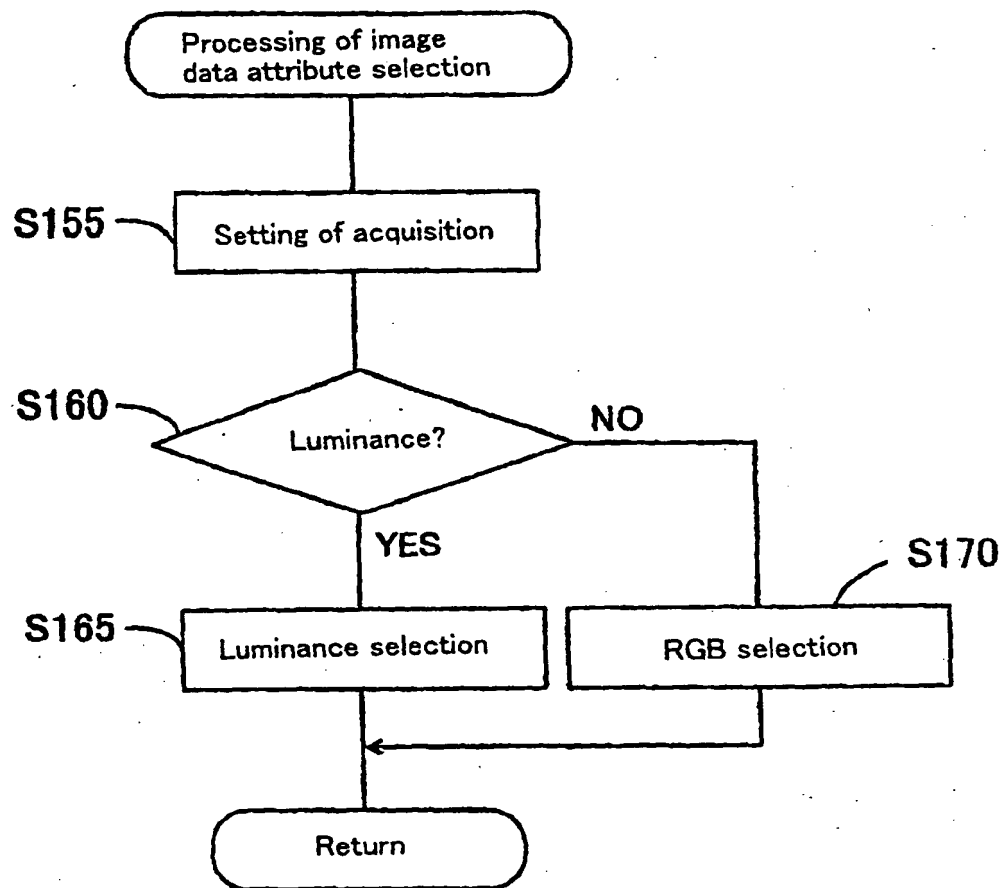 Processing of image
data attribute selection
S155
Setting of acquisition
S160
Luminance?
NO
YES
S170
S165
Luminance selection
RGB selection
Return